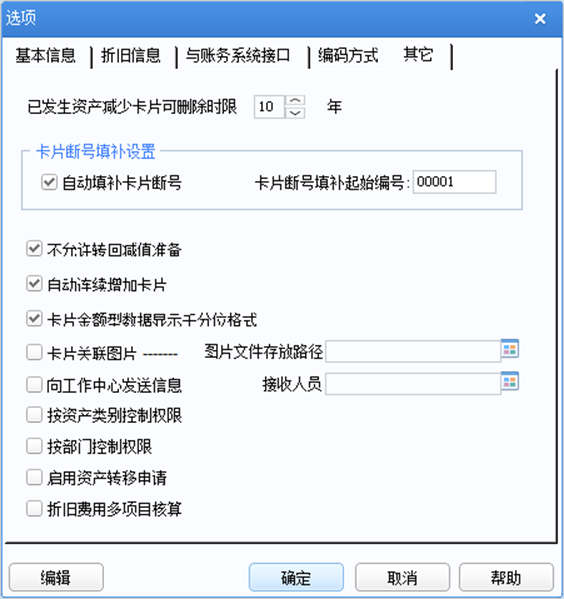 选项
基本信息 折旧信息 与账务系统接口 编码方式 其它
已发生资产减少卡片可删除时限 10 年
卡片断号填补设置
自动填补卡片断号 卡片断号填补起始编号: 00001
不允许转回减值准备
自动连续增加卡片
卡片金额型数据显示千分位格式
卡片关联图片 ------- 图片文件存放路径
向工作中心发送信息 接收人员
按资产类别控制权限
按部门控制权限
启用资产转移申请
折旧费用多项目核算
编辑 确定 取消 帮助